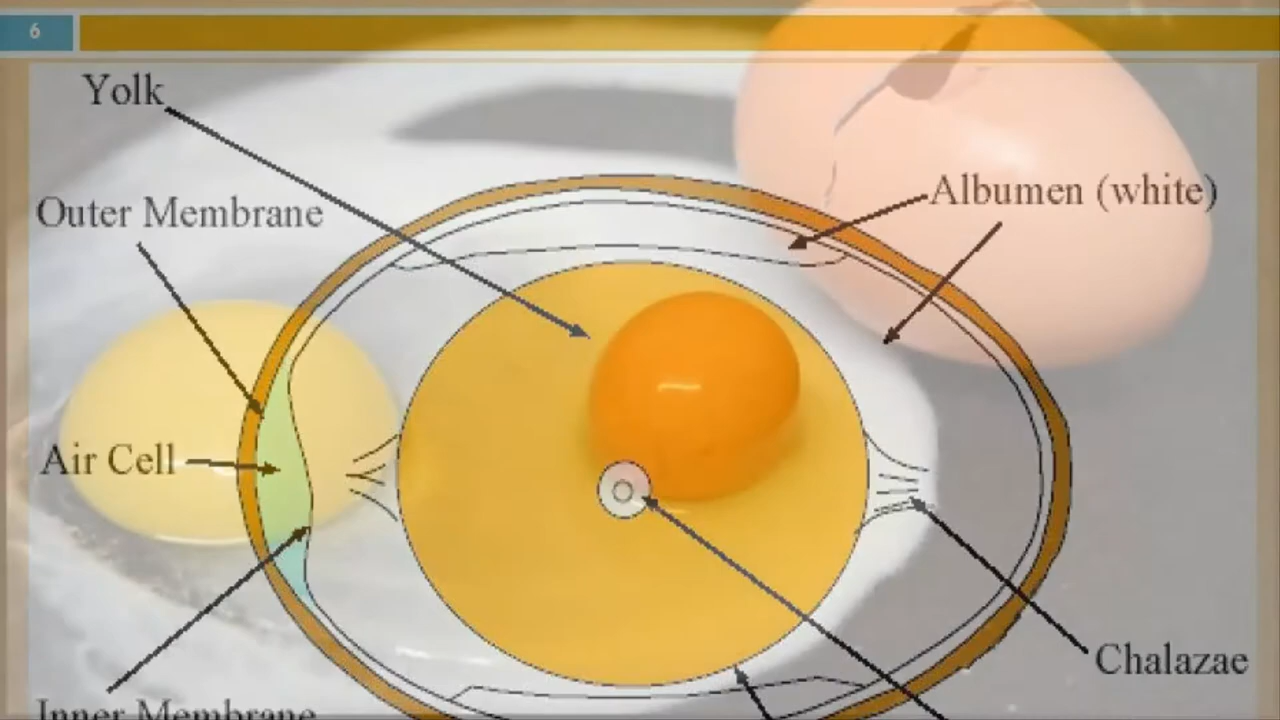 6
Yolk
Outer Membrane
Albumen (white)
Air Cell
Chalazae
Inner Membrane